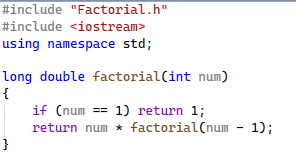 #include "Factorial.h"
#include <iostream>
using namespace std;

long double factorial(int num)
{
    if (num == 1) return 1;
    return num * factorial(num - 1);
}